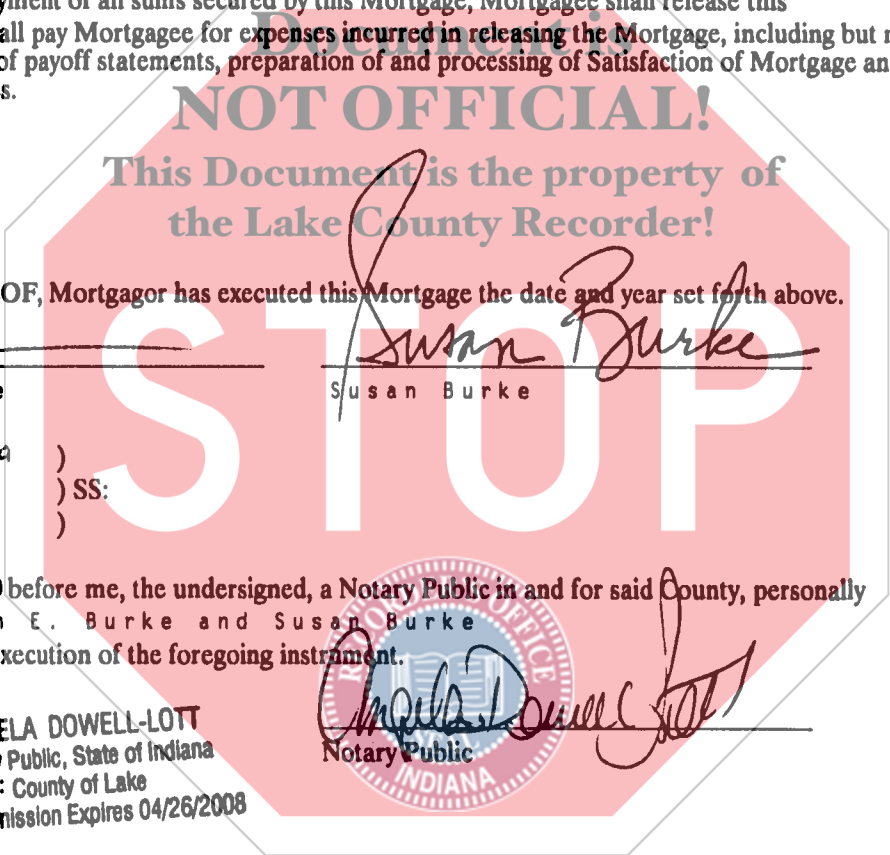 yment of all sums secured by this Mortgage, Mortgagee shall release this
all pay Mortgagee for expenses incurred in releasing the Mortgage, including but n
of payoff statements, preparation of and processing of Satisfaction of Mortgage an
s.
Document is
NOT OFFICIAL!
This Document is the property of
the Lake County Recorder!
OF, Mortgagor has executed this Mortgage the date and year set forth above.
Susan Burke
e
Susan Burke
STOP
a )
) SS:
)
before me, the undersigned, a Notary Public in and for said County, personally
E. Burke and Susan Burke
xecution of the foregoing instrument.
OFFICE
INDIANA
Angela Dowell Lott
ELA DOWELL-LOTT
Public, State of Indiana
: County of Lake
mission Expires 04/26/2008
Notary Public